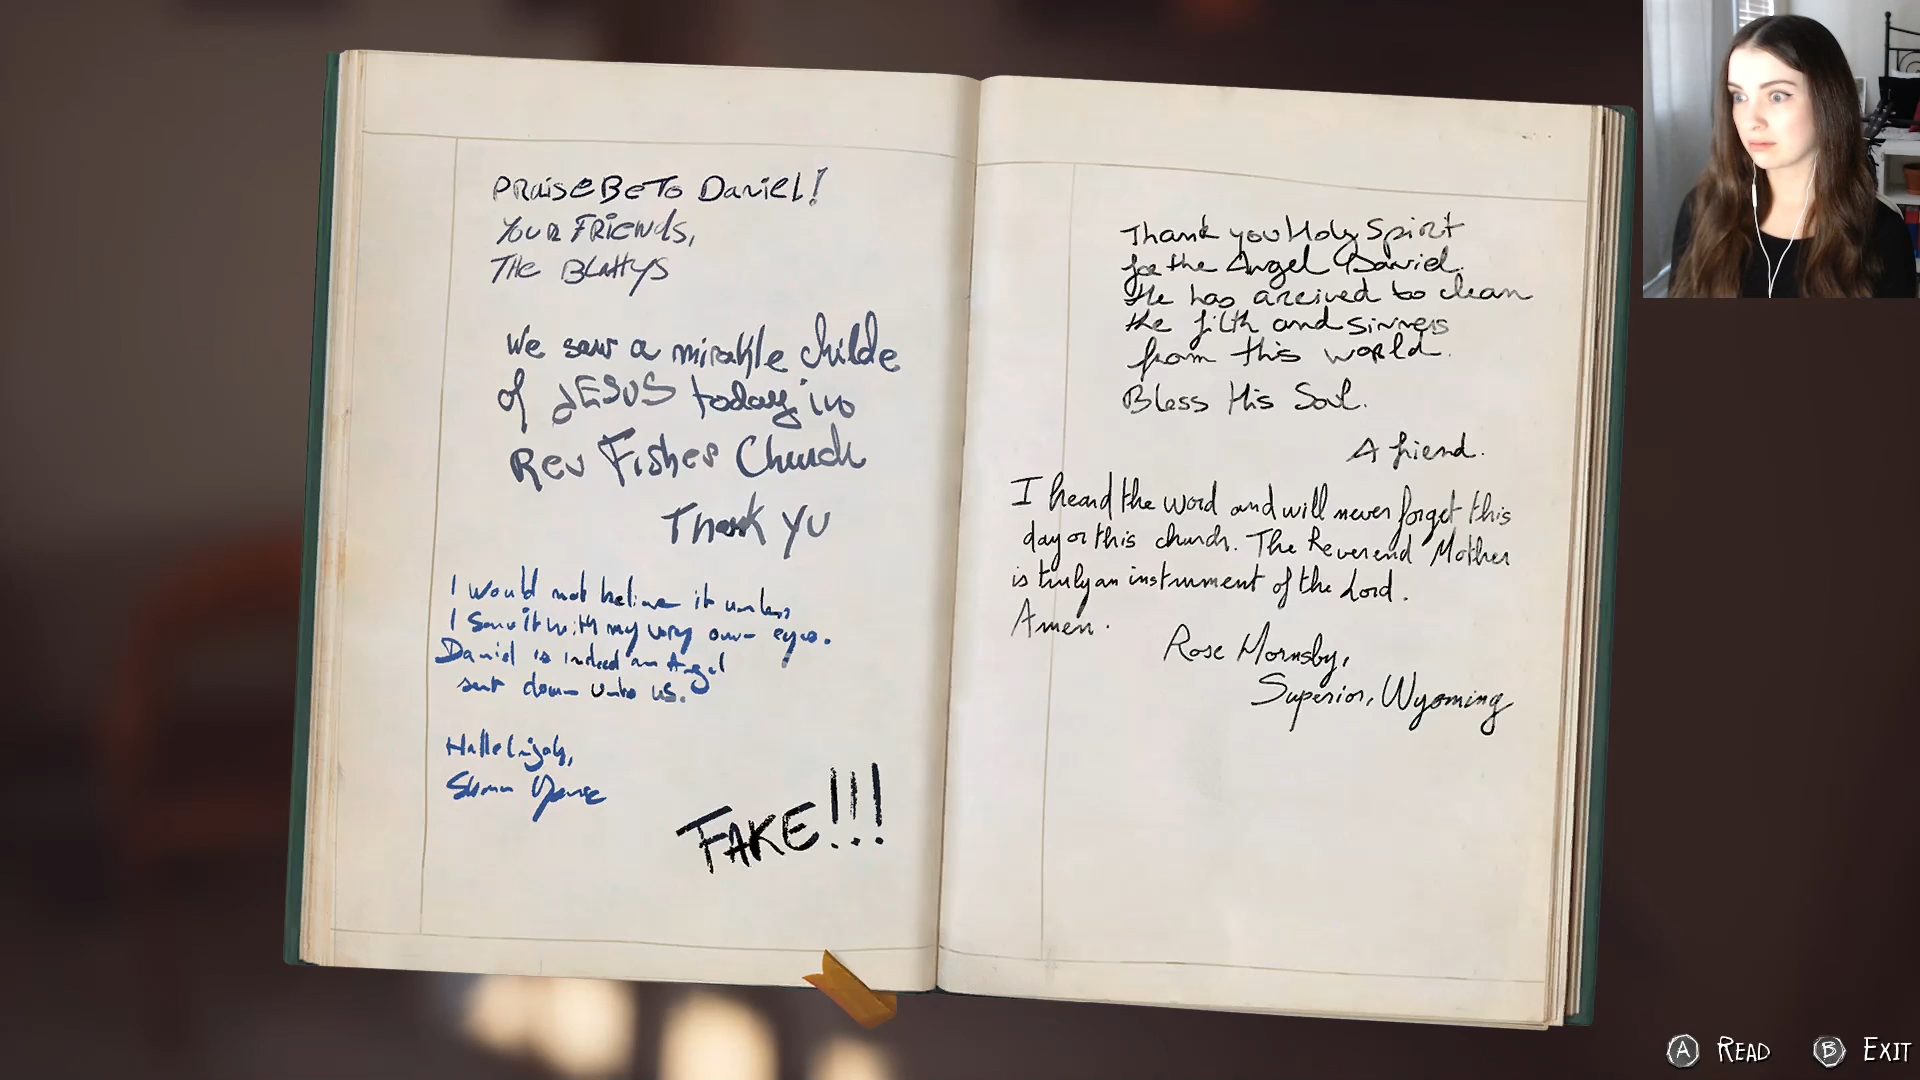 PRaise Be To Daniel!
YouR FRiends,
The Blattys
We saw a mirakle childe
of JESUS today in
Rev Fisher Church
Thank YU
I would not believe it unless
I saw it with my very own eyes.
Daniel is indeed an Angel
sent down unto us.
Hallelujah,
FAKE!!!
Thank you Holy Spirit
for the Angel Daniel.
He has arrived to clean
the filth and sinners
from this world.
Bless His Soul.
A friend.
I heard the word and will never forget this
day or this church. The Reverend Mother
is truly an instrument of the Lord.
Amen.
Rose Hornsby,
Superior, Wyoming
A READ B EXIT